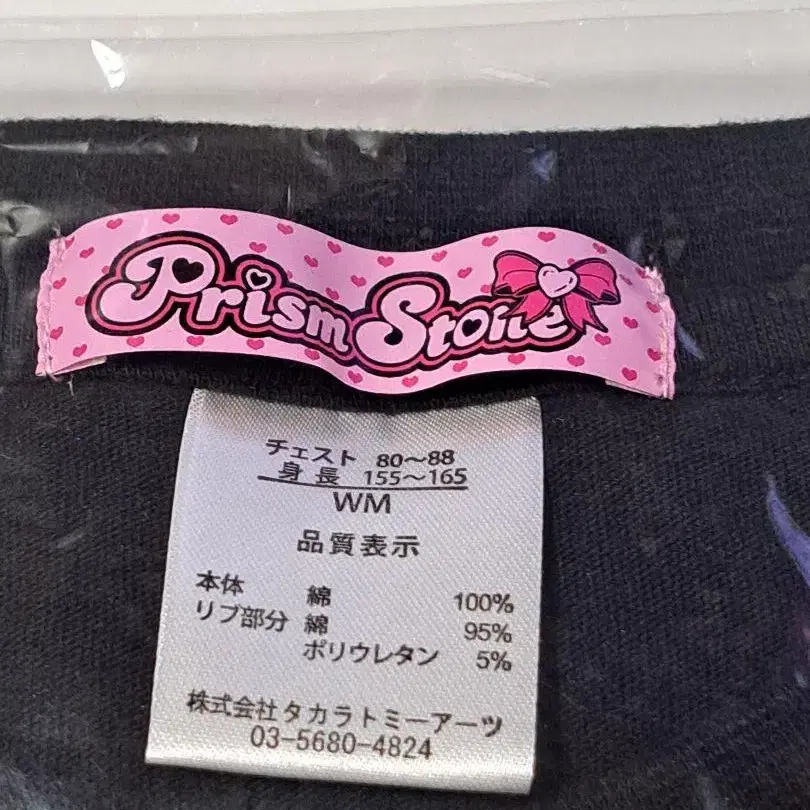 Prism Stone
チェスト 80～88
身長 155～165
WM
品質表示
本体 綿 100%
リブ部分 綿 95%
ポリウレタン 5%
株式会社タカラトミーアーツ
03-5680-4824